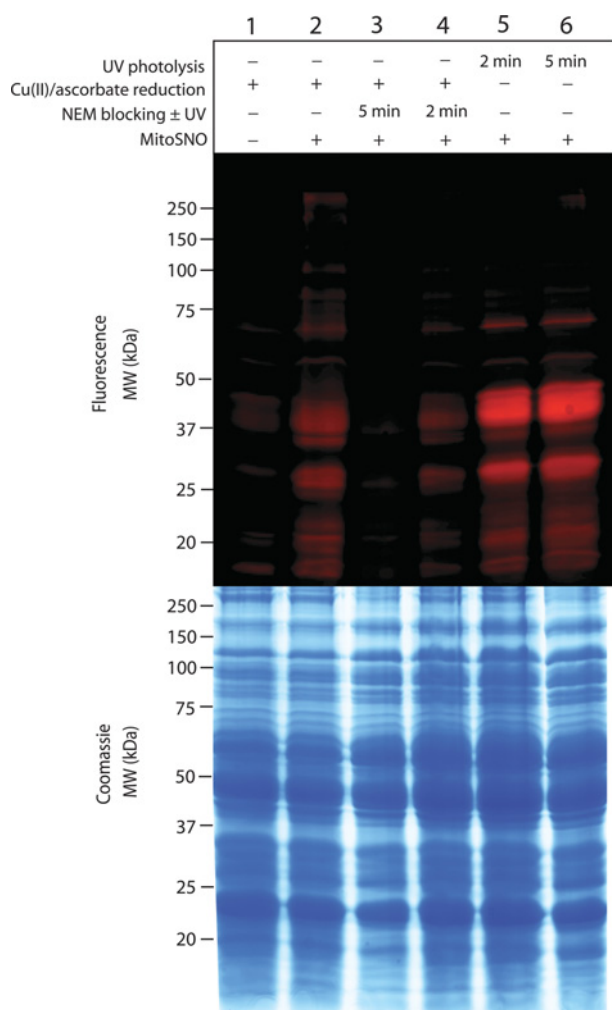 1 2 3 4 5 6
UV photolysis – – – – 2 min 5 min
Cu(II)/ascorbate reduction + + + + – –
NEM blocking ± UV – – 5 min 2 min – –
MitoSNO – + + + + +
250
150
100
75
50
37
25
20
Fluorescence
MW (kDa)
250
150
100
75
50
37
25
20
Coomassie
MW (kDa)